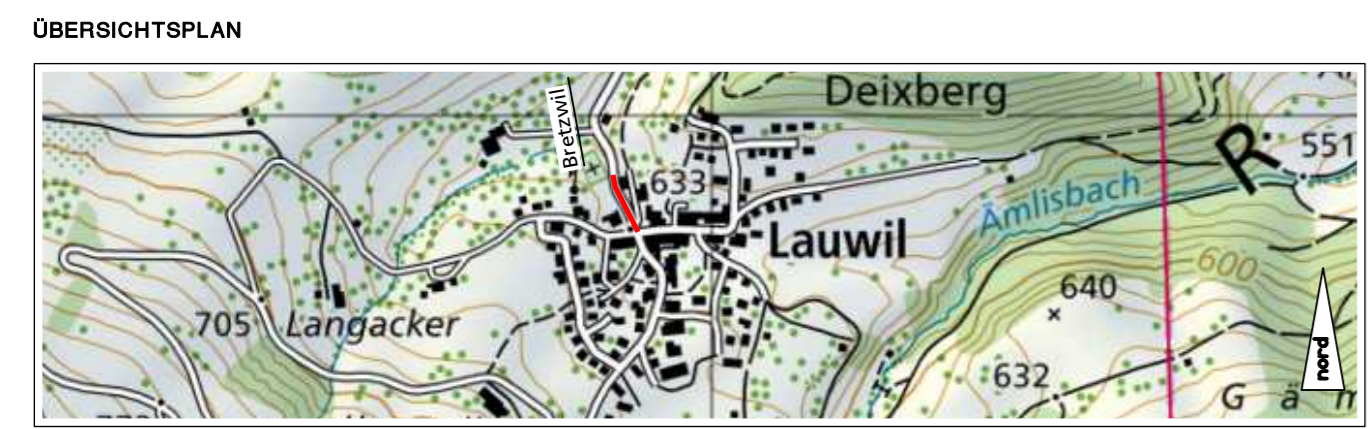 ÜBERSICHTSPLAN
Deixberg
Bretzwil
R
551
633
Ämlisbach
Lauwil
600
640
705
Langacker
nord
632
G ä